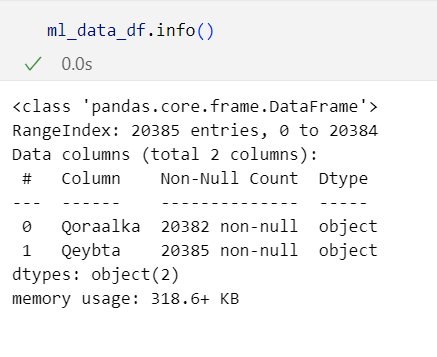 ml_data_df.info()
✓ 0.0s
<class 'pandas.core.frame.DataFrame'>
RangeIndex: 20385 entries, 0 to 20384
Data columns (total 2 columns):
 #   Column    Non-Null Count  Dtype
---  ------    --------------  -----
 0   Qoraalka  20382 non-null  object
 1   Qeybta    20385 non-null  object
dtypes: object(2)
memory usage: 318.6+ KB